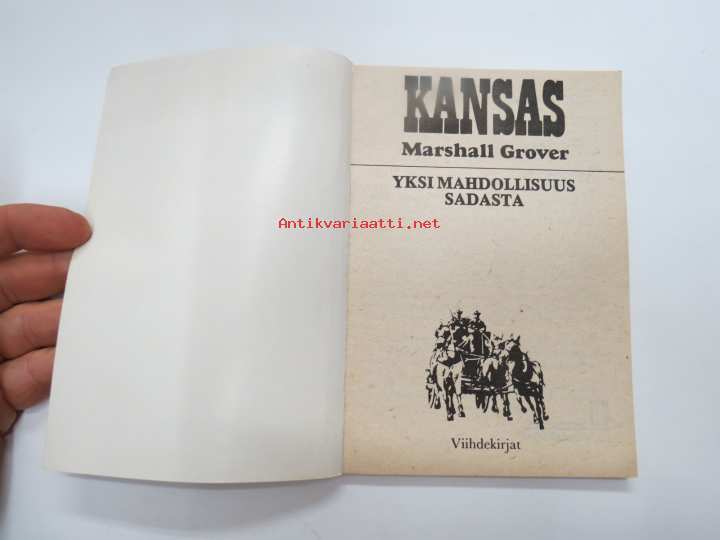 KANSAS
Marshall Grover
YKSI MAHDOLLISUUS
SADASTA
Antikvariaatti.net
Viihdekirjat